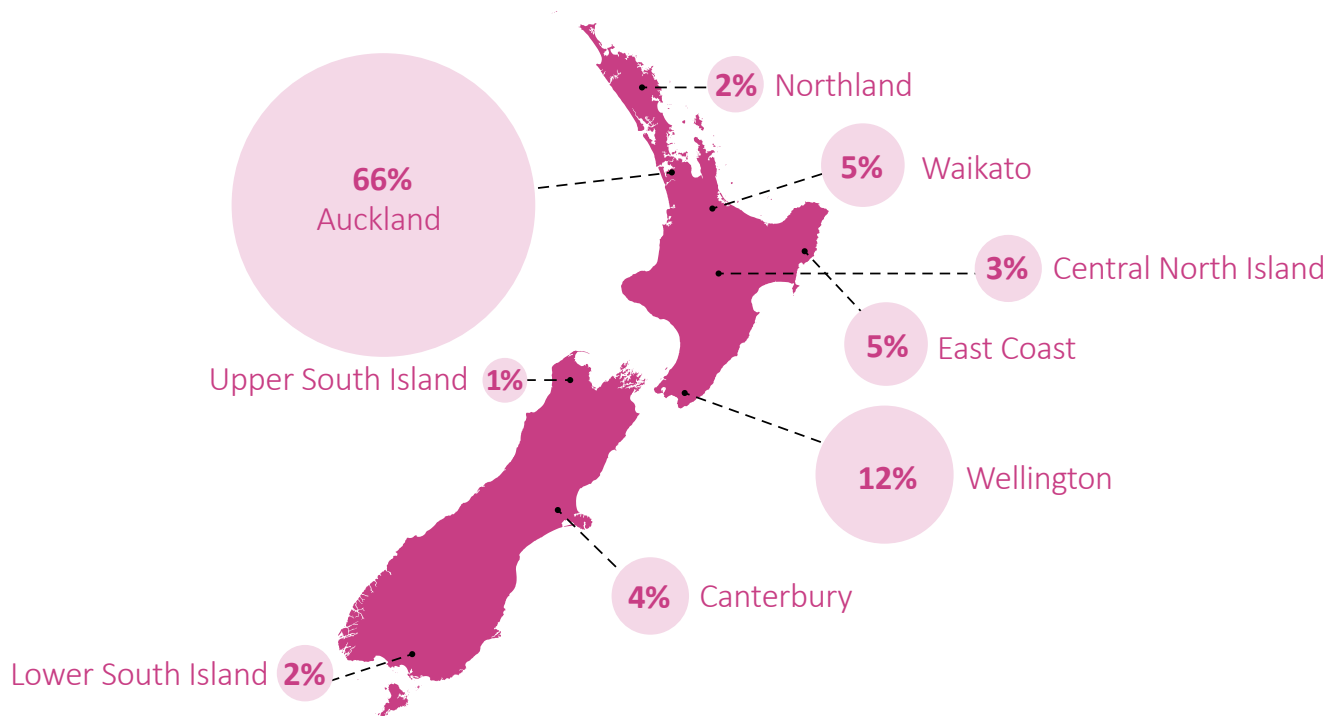 2% Northland
66%
Auckland
5% Waikato
3% Central North Island
5% East Coast
Upper South Island 1%
12% Wellington
4% Canterbury
Lower South Island 2%